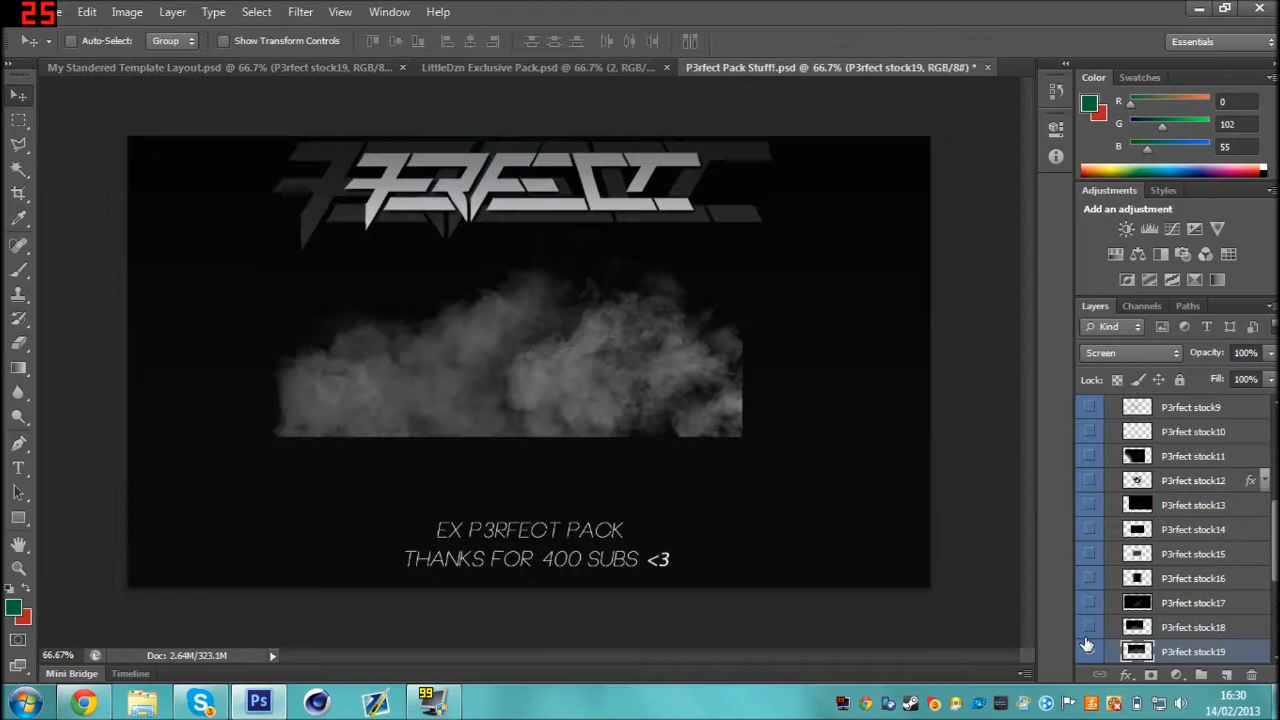 25
Edit Image Layer Type Select Filter View Window Help
Auto-Select: Group Show Transform Controls Essentials
My Standered Template Layout.psd @ 66.7% (P3rfect stock19, RGB/8... × LittleDzn Exclusive Pack.psd @ 66.7% (2, RGB/... × P3rfect Pack Stuff!.psd @ 66.7% (P3rfect stock19, RGB/8#) * ×
Color Swatches
R 0
G 102
B 55
Adjustments Styles
Add an adjustment
Layers Channels Paths
Kind
Screen Opacity: 100%
Lock: Fill: 100%
P3rfect stock9
P3rfect stock10
P3rfect stock11
P3rfect stock12 fx
P3rfect stock13
P3rfect stock14
P3rfect stock15
P3rfect stock16
P3rfect stock17
P3rfect stock18
P3rfect stock19
P3RFECT
EX P3RFECT PACK
THANKS FOR 400 SUBS <3
66.67% Doc: 2.64M/323.1M
Mini Bridge Timeline
Ps 99
16:30
14/02/2013